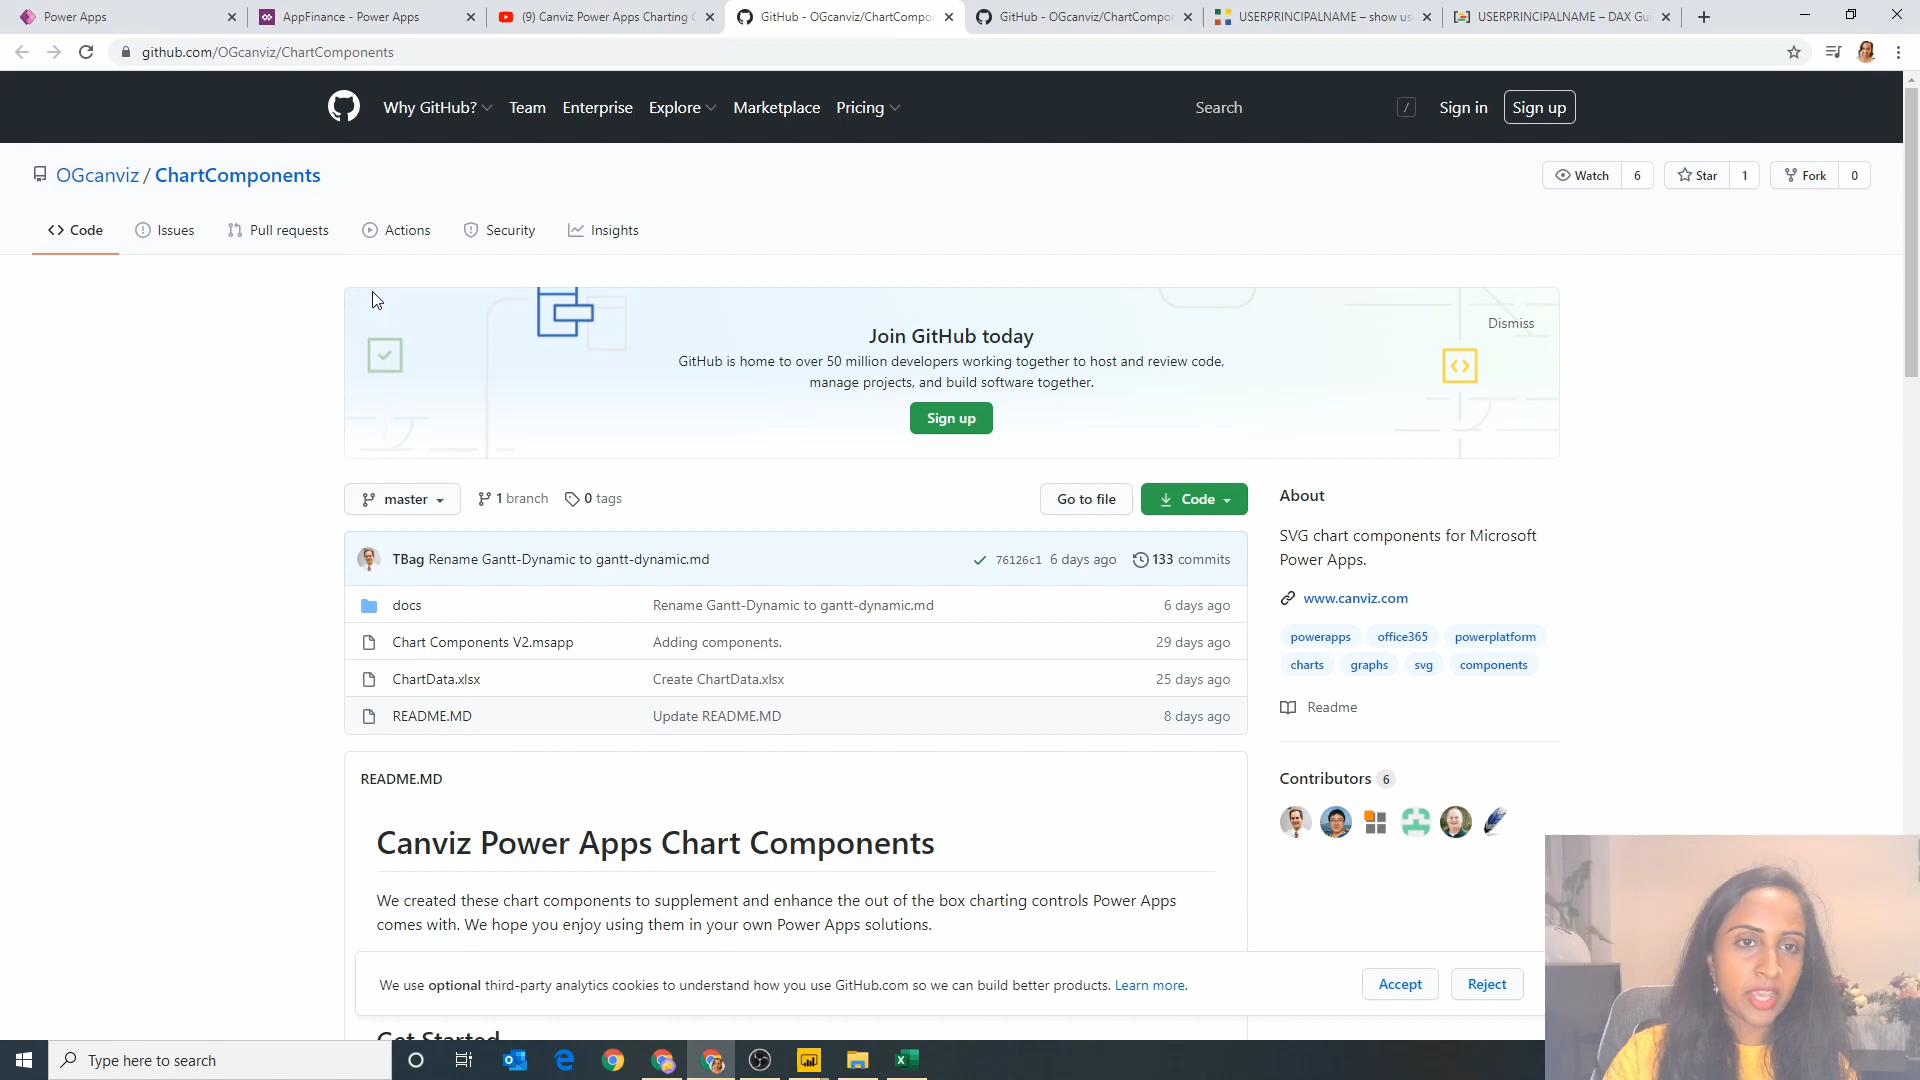 Power Apps
AppFinance - Power Apps
(9) Canviz Power Apps Charting
GitHub - OGcanviz/ChartCompo
GitHub - OGcanviz/ChartCompo
USERPRINCIPALNAME – show us
USERPRINCIPALNAME – DAX Gu
github.com/OGcanviz/ChartComponents
Why GitHub? Team Enterprise Explore Marketplace Pricing
Search /
Sign in Sign up
OGcanviz / ChartComponents
Watch 6 Star 1 Fork 0
Code Issues Pull requests Actions Security Insights
Join GitHub today
Dismiss
GitHub is home to over 50 million developers working together to host and review code,
manage projects, and build software together.
Sign up
master 1 branch 0 tags
Go to file Code
TBag Rename Gantt-Dynamic to gantt-dynamic.md 76126c1 6 days ago 133 commits
docs Rename Gantt-Dynamic to gantt-dynamic.md 6 days ago
Chart Components V2.msapp Adding components. 29 days ago
ChartData.xlsx Create ChartData.xlsx 25 days ago
README.MD Update README.MD 8 days ago
About
SVG chart components for Microsoft
Power Apps.
www.canviz.com
powerapps office365 powerplatform
charts graphs svg components
Readme
Contributors 6
README.MD
Canviz Power Apps Chart Components
We created these chart components to supplement and enhance the out of the box charting controls Power Apps
comes with. We hope you enjoy using them in your own Power Apps solutions.
We use optional third-party analytics cookies to understand how you use GitHub.com so we can build better products. Learn more.
Accept Reject
Get Started
Type here to search